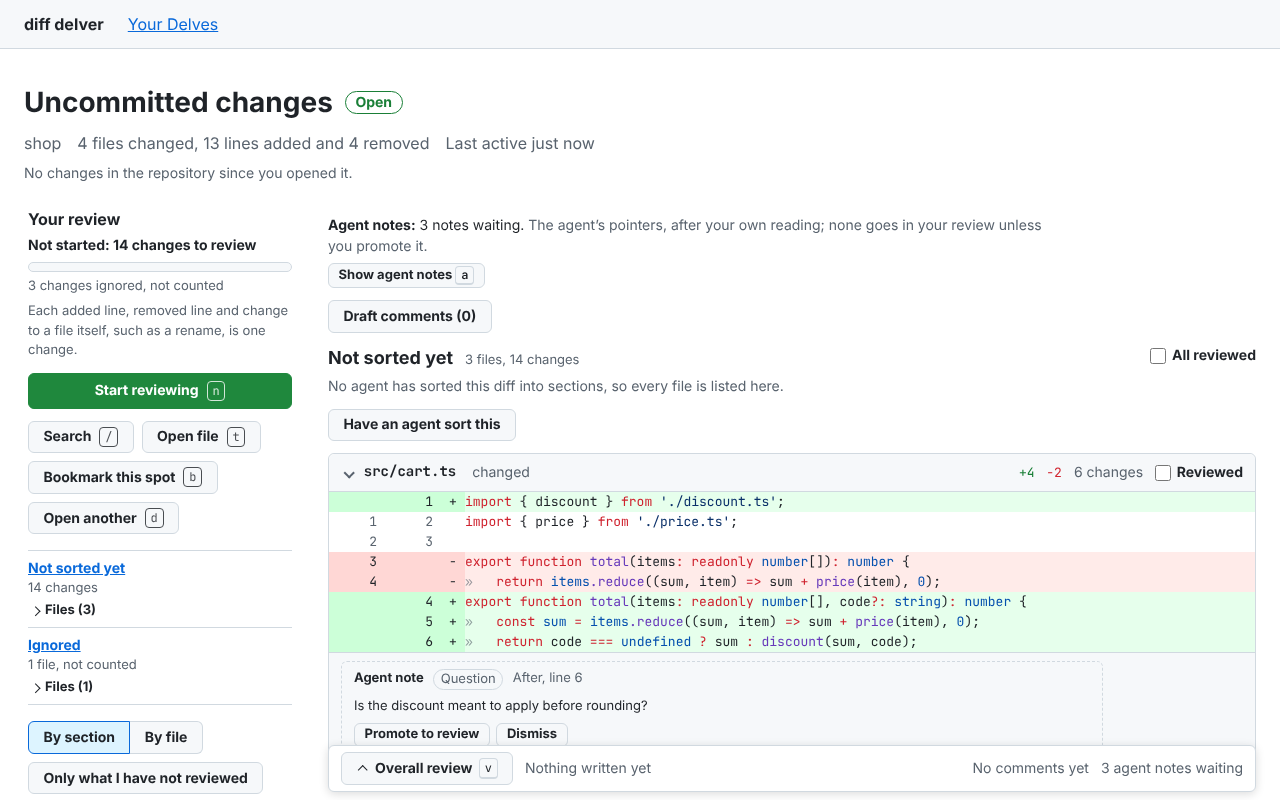 diff delver Your Delves
Uncommitted changes Open
shop 4 files changed, 13 lines added and 4 removed Last active just now
No changes in the repository since you opened it.
Your review
Not started: 14 changes to review
3 changes ignored, not counted
Each added line, removed line and change
to a file itself, such as a rename, is one
change.
Start reviewing n
Search / Open file t
Bookmark this spot b
Open another d
Not sorted yet
14 changes
Files (3)
Ignored
1 file, not counted
Files (1)
By section By file
Only what I have not reviewed
Agent notes: 3 notes waiting. The agent’s pointers, after your own reading; none goes in your review unless
you promote it.
Show agent notes a
Draft comments (0)
Not sorted yet 3 files, 14 changes All reviewed
No agent has sorted this diff into sections, so every file is listed here.
Have an agent sort this
src/cart.ts changed +4 -2 6 changes Reviewed
1 + import { discount } from './discount.ts';
1 2 import { price } from './price.ts';
2 3
3 - export function total(items: readonly number[]): number {
4 - » return items.reduce((sum, item) => sum + price(item), 0);
4 + export function total(items: readonly number[], code?: string): number {
5 + » const sum = items.reduce((sum, item) => sum + price(item), 0);
6 + » return code === undefined ? sum : discount(sum, code);
Agent note Question After, line 6
Is the discount meant to apply before rounding?
Promote to review Dismiss
Overall review v Nothing written yet No comments yet 3 agent notes waiting